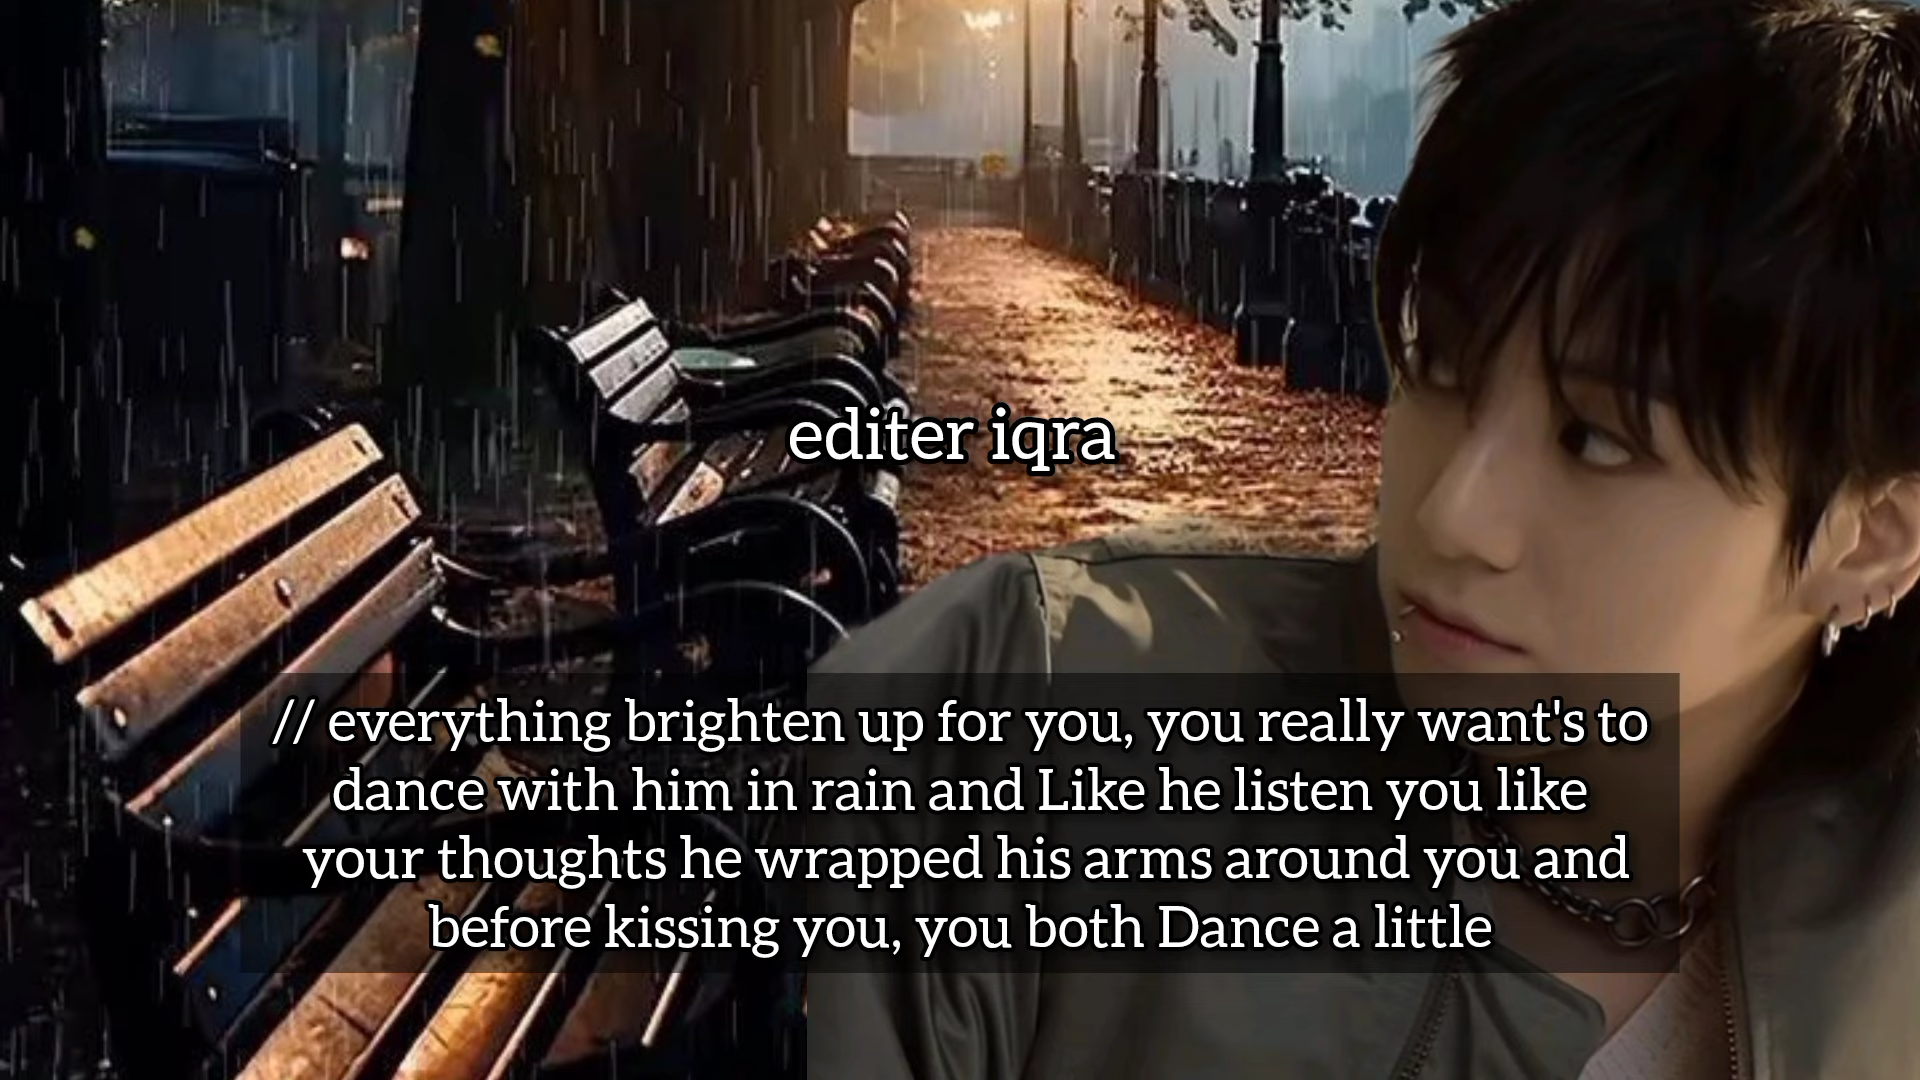 editer iqra
// everything brighten up for you, you really want's to
dance with him in rain and Like he listen you like
your thoughts he wrapped his arms around you and
before kissing you, you both Dance a little